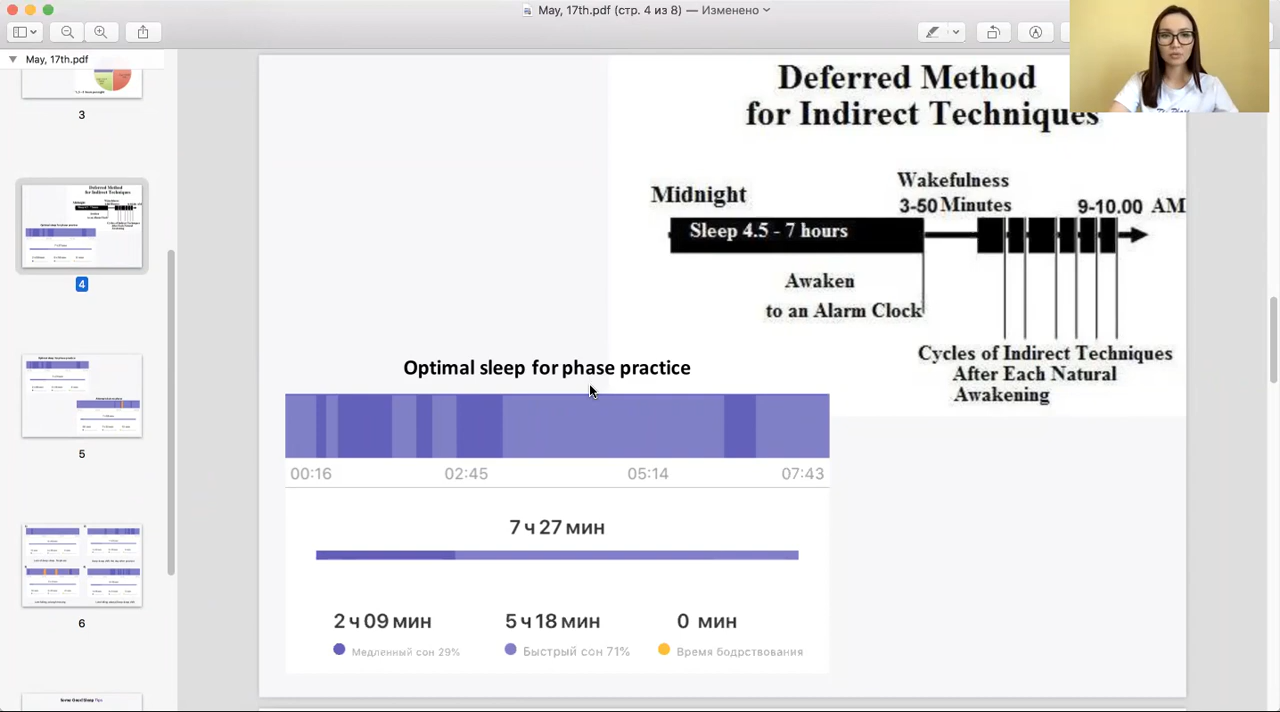 May, 17th.pdf (стр. 4 из 8) — Изменено
May, 17th.pdf
3
4
5
6
Deferred Method
for Indirect Techniques
Midnight
Wakefulness
3-50 Minutes
9-10.00 AM
Sleep 4.5 - 7 hours
Awaken
to an Alarm Clock
Cycles of Indirect Techniques
After Each Natural
Awakening
Optimal sleep for phase practice
00:16 02:45 05:14 07:43
7 ч 27 мин
2 ч 09 мин 5 ч 18 мин 0 мин
Медленный сон 29% Быстрый сон 71% Время бодрствования